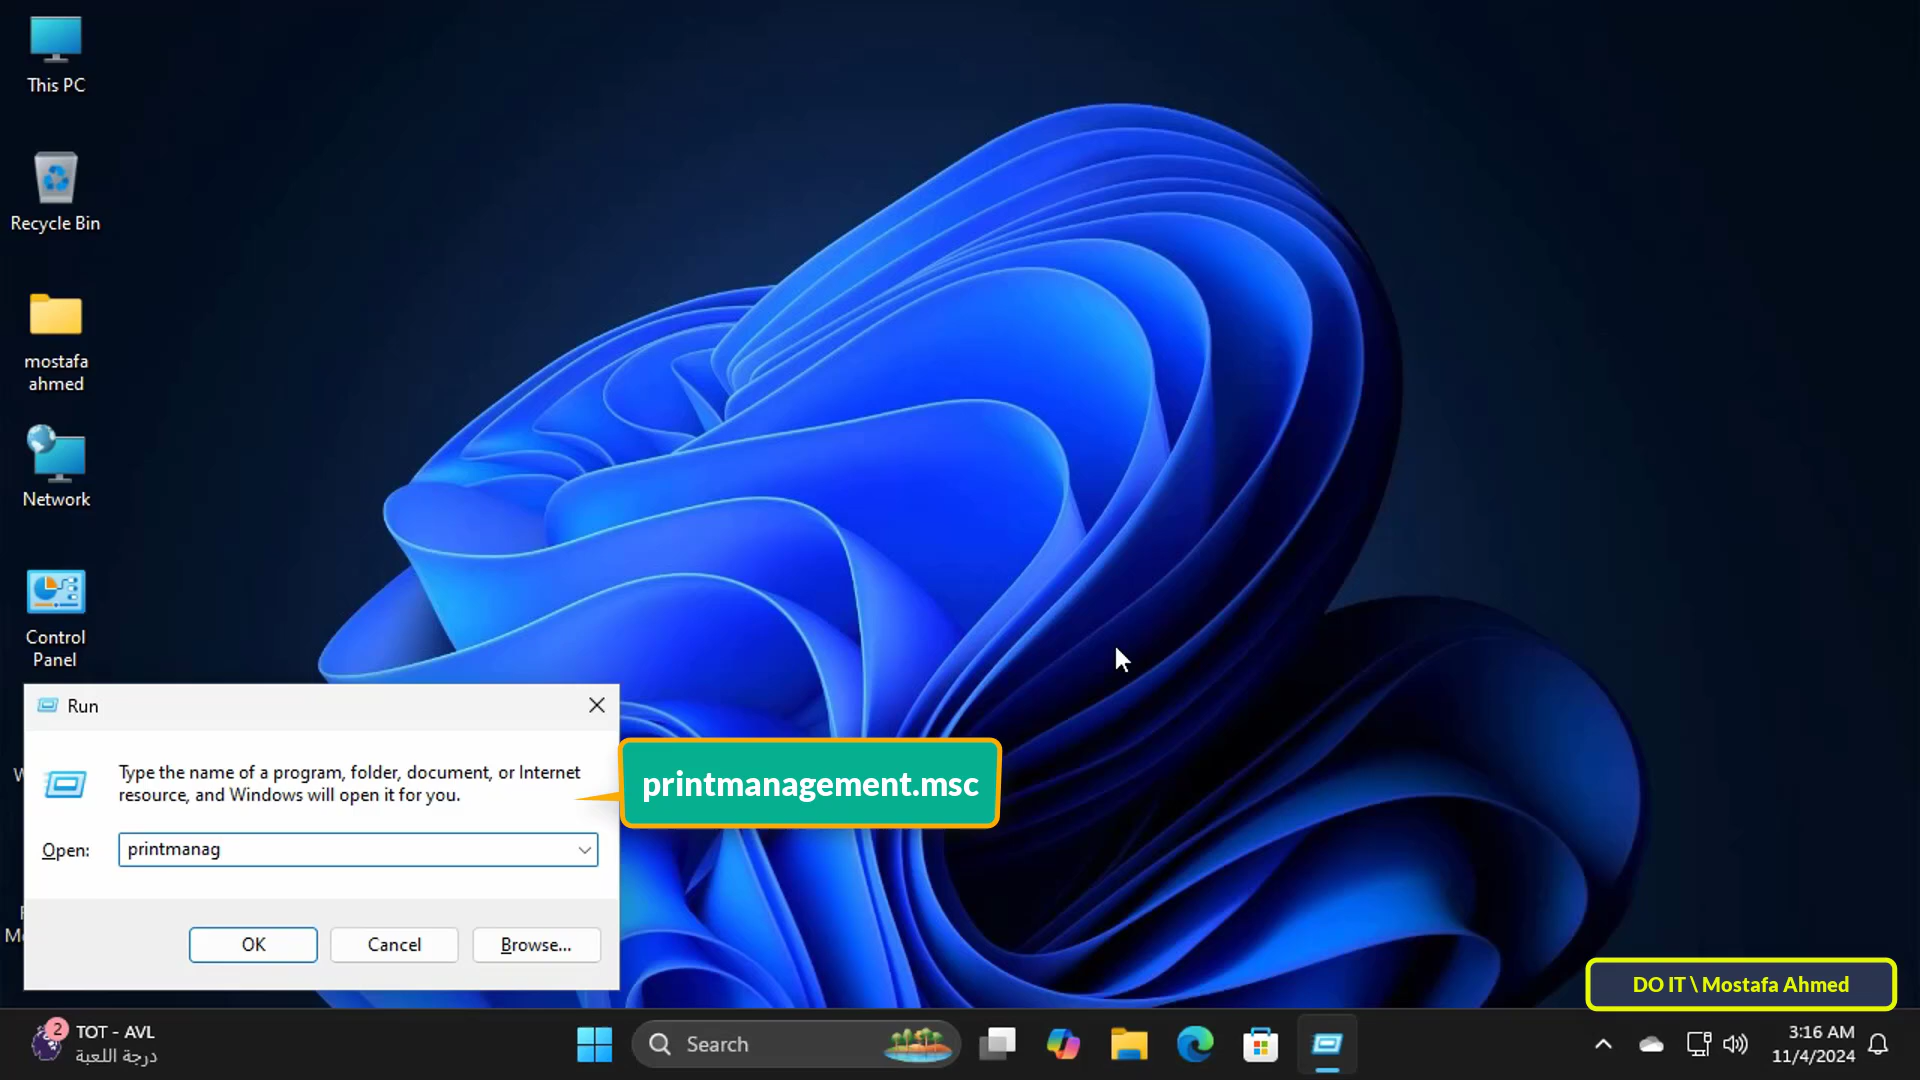 This PC
Recycle Bin
mostafa
ahmed
Network
Control
Panel
Run
Type the name of a program, folder, document, or Internet
resource, and Windows will open it for you.
Open:
printmanag
OK
Cancel
Browse...
printmanagement.msc
DO IT \ Mostafa Ahmed
2
TOT - AVL
درجة اللعبة
Search
3:16 AM
11/4/2024